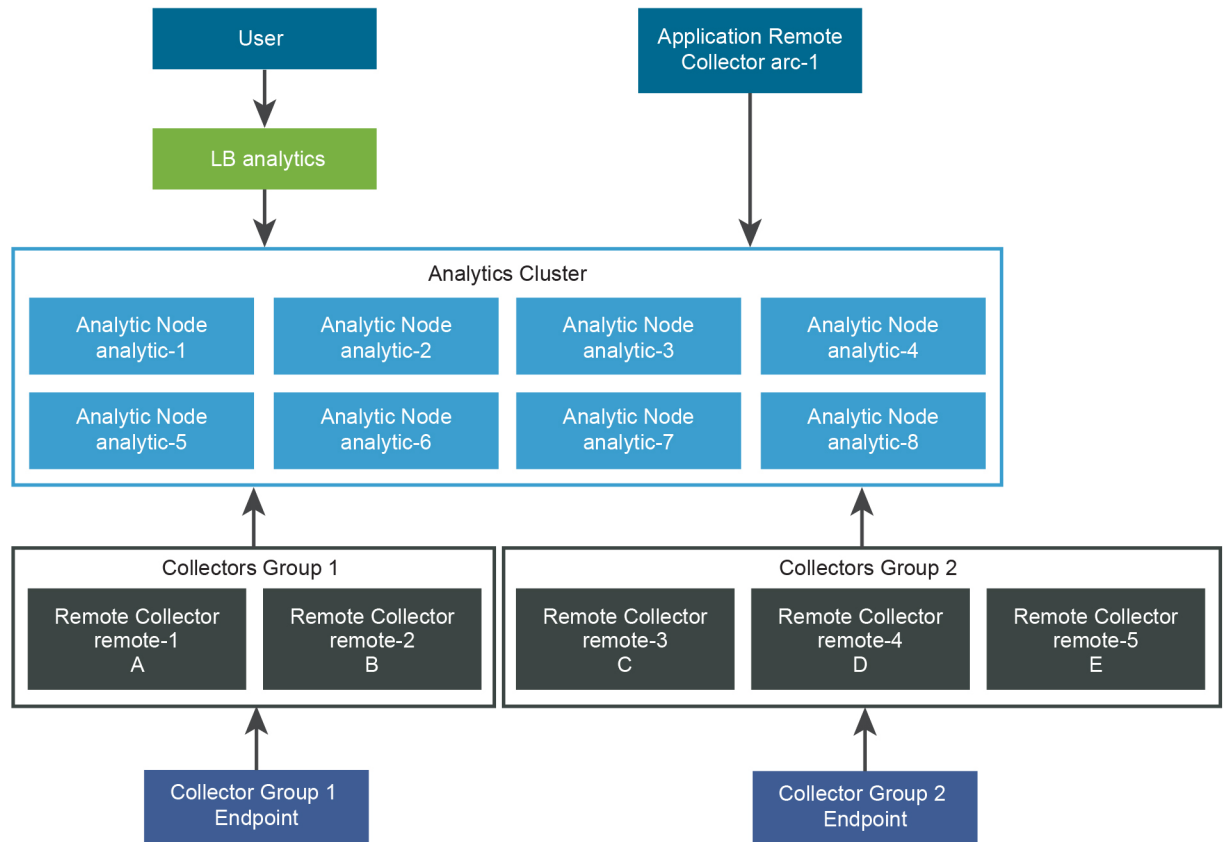 User
Application Remote
Collector arc-1
LB analytics
Analytics Cluster
Analytic Node
analytic-1
Analytic Node
analytic-2
Analytic Node
analytic-3
Analytic Node
analytic-4
Analytic Node
analytic-5
Analytic Node
analytic-6
Analytic Node
analytic-7
Analytic Node
analytic-8
Collectors Group 1
Remote Collector
remote-1
A
Remote Collector
remote-2
B
Collectors Group 2
Remote Collector
remote-3
C
Remote Collector
remote-4
D
Remote Collector
remote-5
E
Collector Group 1
Endpoint
Collector Group 2
Endpoint